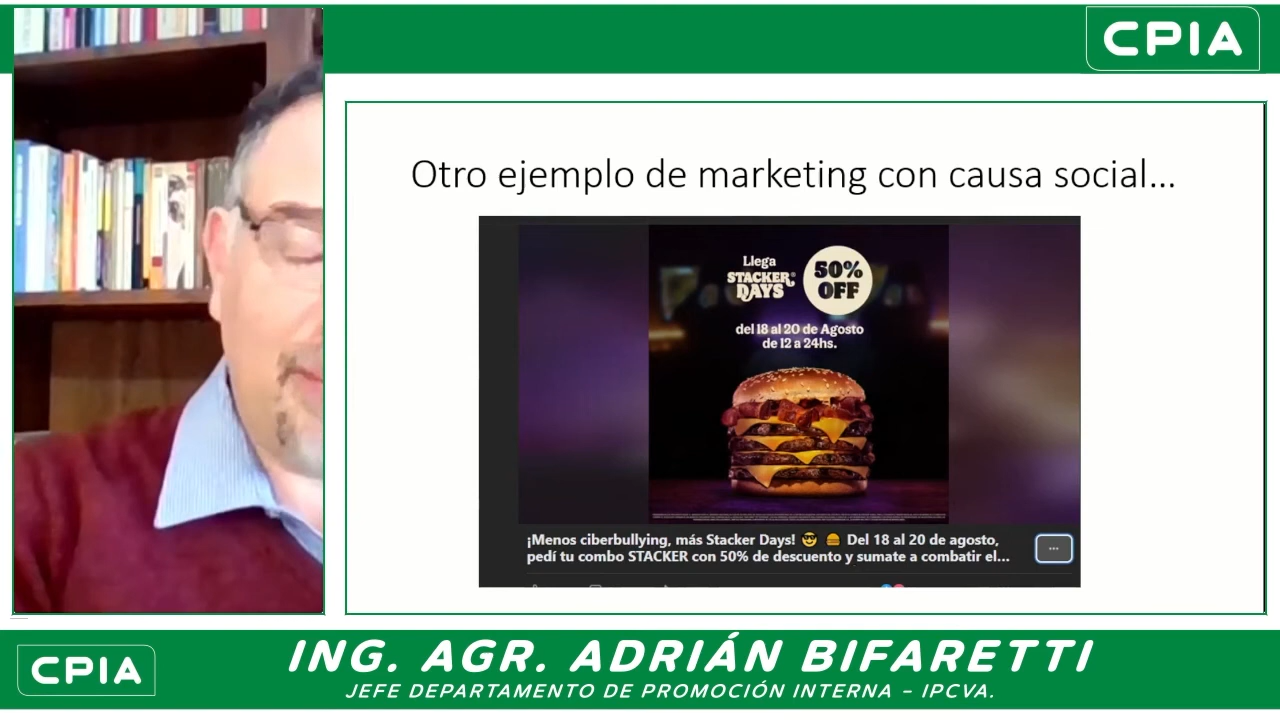 CPIA
Otro ejemplo de marketing con causa social...
Llega
STACKER®
DAYS
50%
OFF
del 18 al 20 de Agosto
de 12 a 24hs.
¡Menos ciberbullying, más Stacker Days! 😎 🍔 Del 18 al 20 de agosto,
pedí tu combo STACKER con 50% de descuento y sumate a combatir el...
CPIA
ING. AGR. ADRIÁN BIFARETTI
JEFE DEPARTAMENTO DE PROMOCIÓN INTERNA – IPCVA.